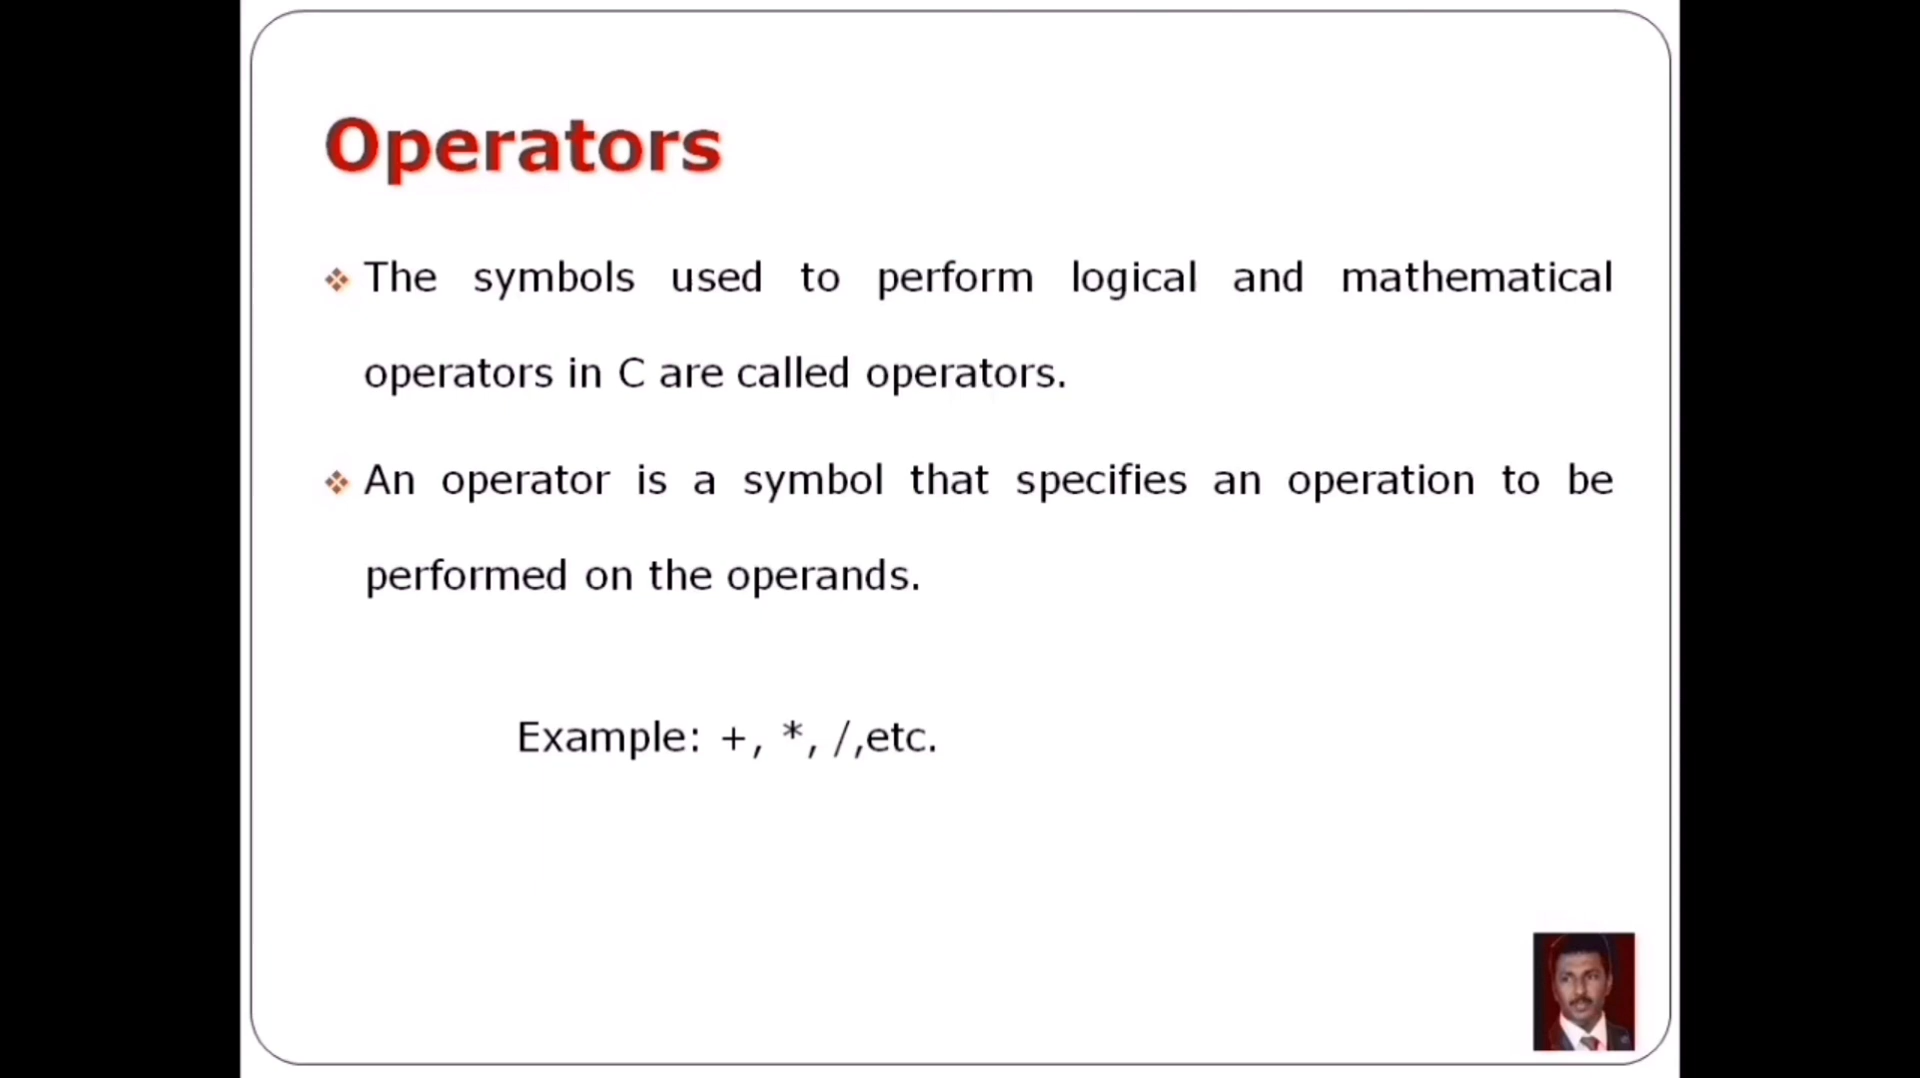 Operators
The symbols used to perform logical and mathematical
operators in C are called operators.
An operator is a symbol that specifies an operation to be
performed on the operands.
Example: +, *, /,etc.